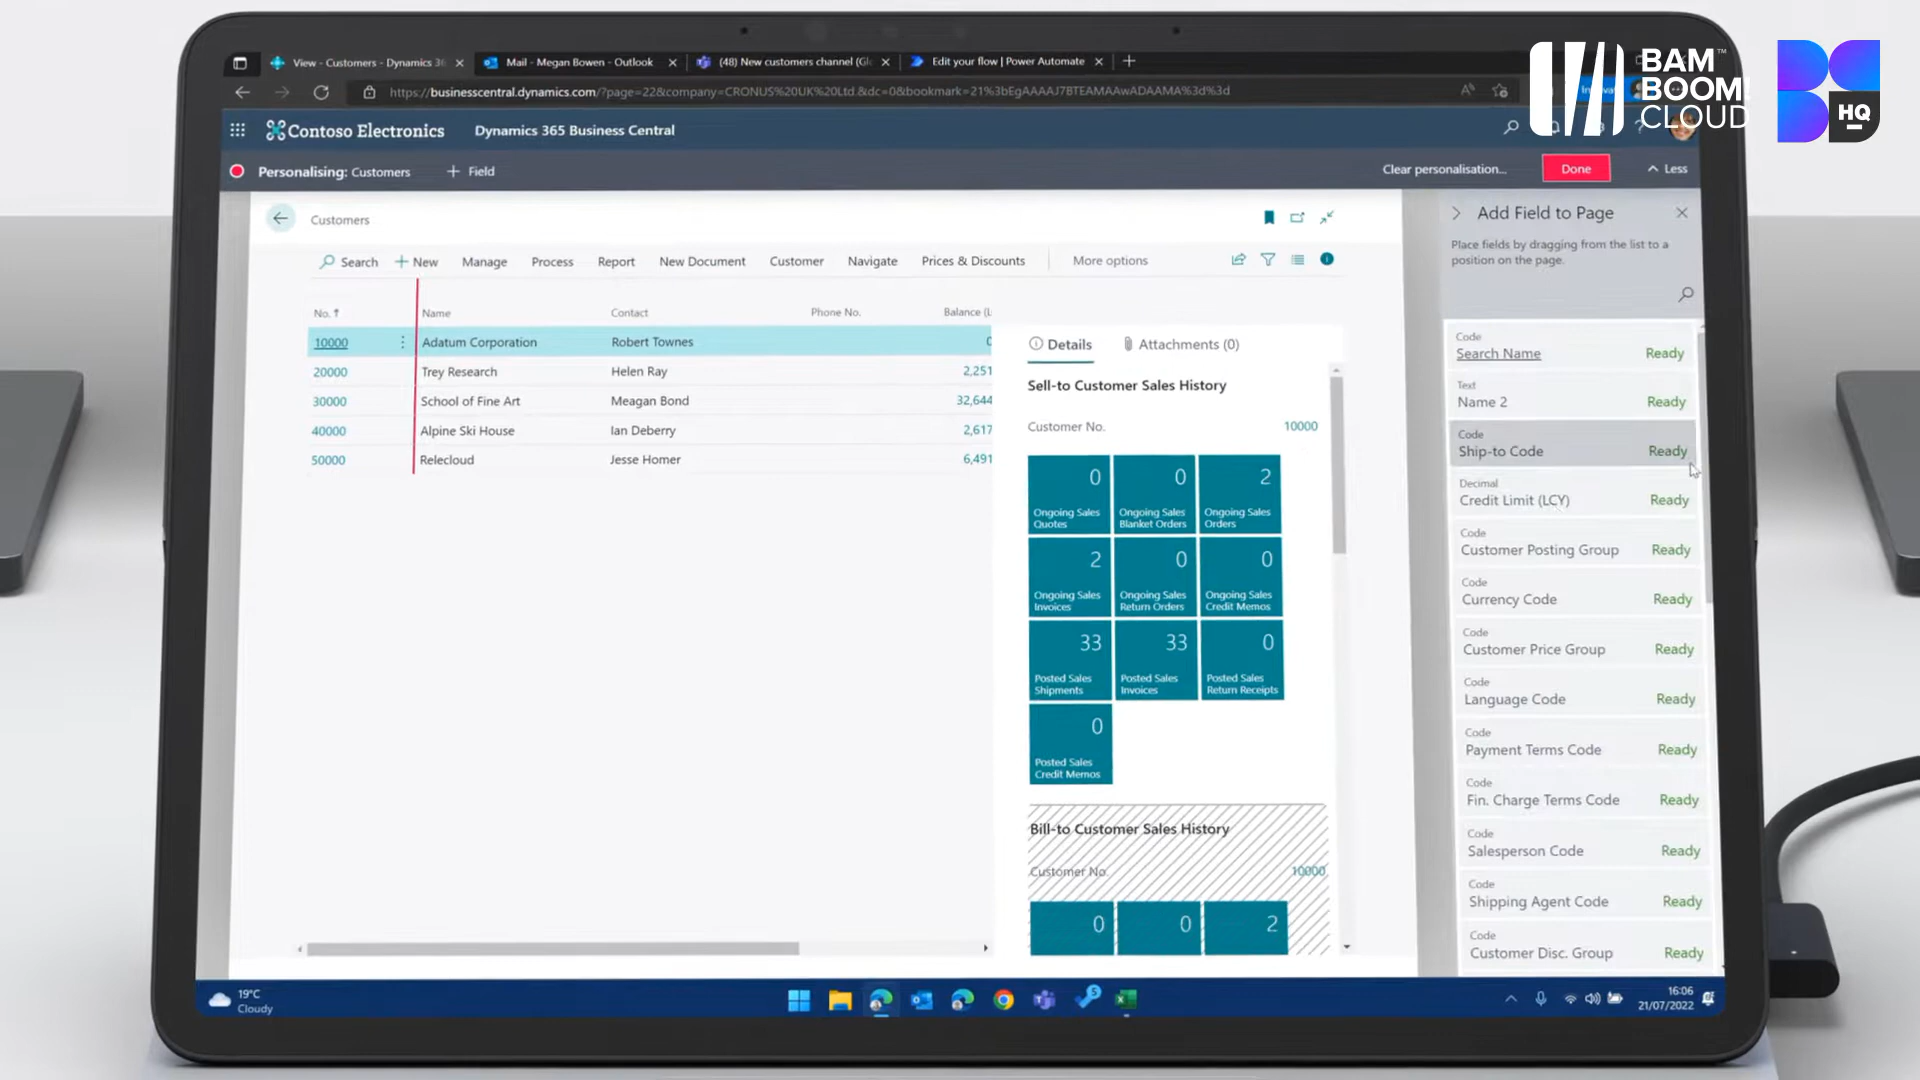 BAM
BOOM!
CLOUD
™
HQ
View - Customers - Dynamics 36
Mail - Megan Bowen - Outlook
(48) New customers channel (Gl
Edit your flow | Power Automate
https://businesscentral.dynamics.com/?page=22&company=CRONUS%20UK%20Ltd.&dc=0&bookmark=21%3bEgAAAAJ7BTEAMAAwADAAMA%3d%3d
Contoso Electronics
Dynamics 365 Business Central
Personalising: Customers
+ Field
Clear personalisation...
Done
Less
Customers
Search
+ New
Manage
Process
Report
New Document
Customer
Navigate
Prices & Discounts
More options
No. ↑
Name
Contact
Phone No.
Balance (L
10000 Adatum Corporation Robert Townes 0
20000 Trey Research Helen Ray 2,251
30000 School of Fine Art Meagan Bond 32,644
40000 Alpine Ski House Ian Deberry 2,617
50000 Relecloud Jesse Homer 6,491
Details
Attachments (0)
Sell-to Customer Sales History
Customer No. 10000
0
Ongoing Sales
Quotes
0
Ongoing Sales
Blanket Orders
2
Ongoing Sales
Orders
2
Ongoing Sales
Invoices
0
Ongoing Sales
Return Orders
0
Ongoing Sales
Credit Memos
33
Posted Sales
Shipments
33
Posted Sales
Invoices
0
Posted Sales
Return Receipts
0
Posted Sales
Credit Memos
Bill-to Customer Sales History
Customer No. 10000
0
0
2
Add Field to Page
Place fields by dragging from the list to a
position on the page.
Code
Search Name Ready
Text
Name 2 Ready
Code
Ship-to Code Ready
Decimal
Credit Limit (LCY) Ready
Code
Customer Posting Group Ready
Code
Currency Code Ready
Code
Customer Price Group Ready
Code
Language Code Ready
Code
Payment Terms Code Ready
Code
Fin. Charge Terms Code Ready
Code
Salesperson Code Ready
Code
Shipping Agent Code Ready
Code
Customer Disc. Group Ready
19°C
Cloudy
5
16:06
21/07/2022